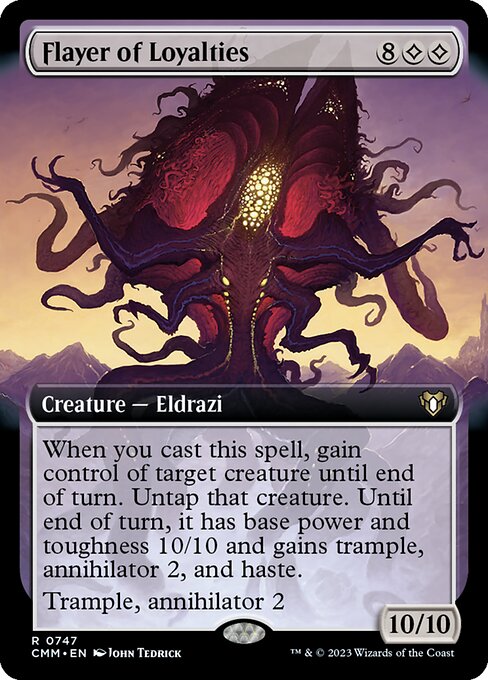 Flayer of Loyalties 8
Creature — Eldrazi
When you cast this spell, gain
control of target creature until end
of turn. Untap that creature. Until
end of turn, it has base power and
toughness 10/10 and gains trample,
annihilator 2, and haste.
Trample, annihilator 2
10/10
R 0747
CMM • EN JOHN TEDRICK
™ & © 2023 Wizards of the Coast